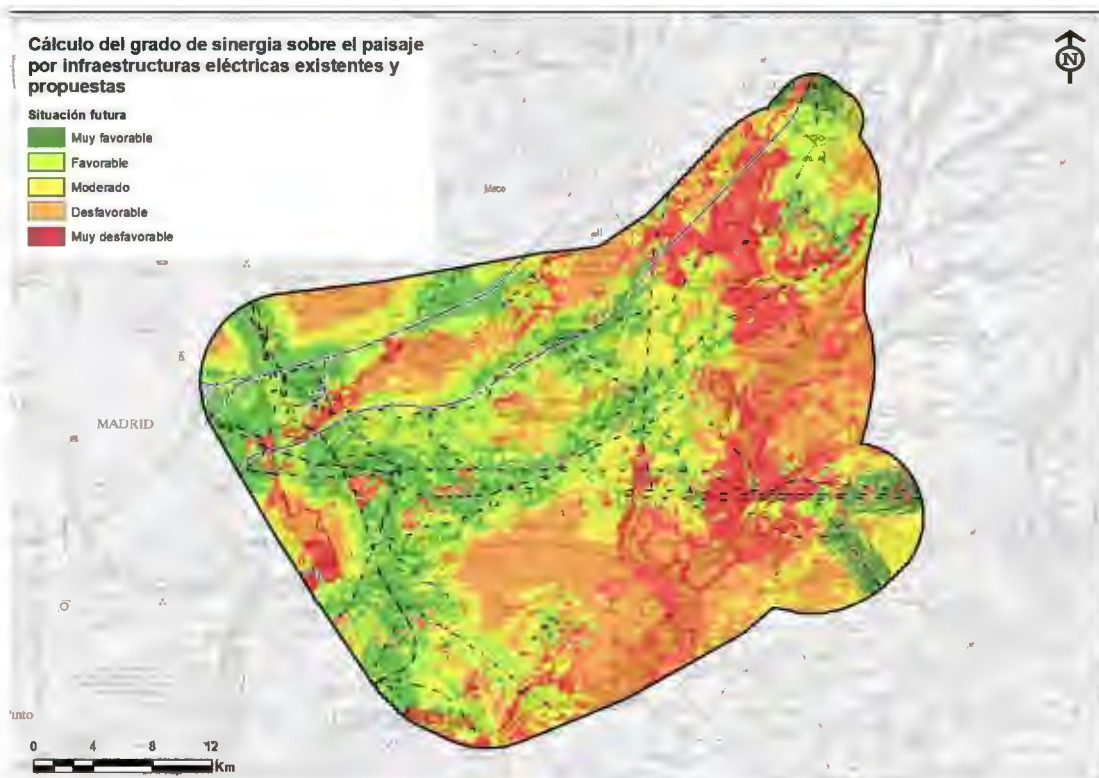 Cálculo del grado de sinergia sobre el paisaje
por infraestructuras eléctricas existentes y
propuestas
Situación futura
Muy favorable
Favorable
Moderado
Desfavorable
Muy desfavorable
N
Meco
MADRID
0 4 8 12
Km